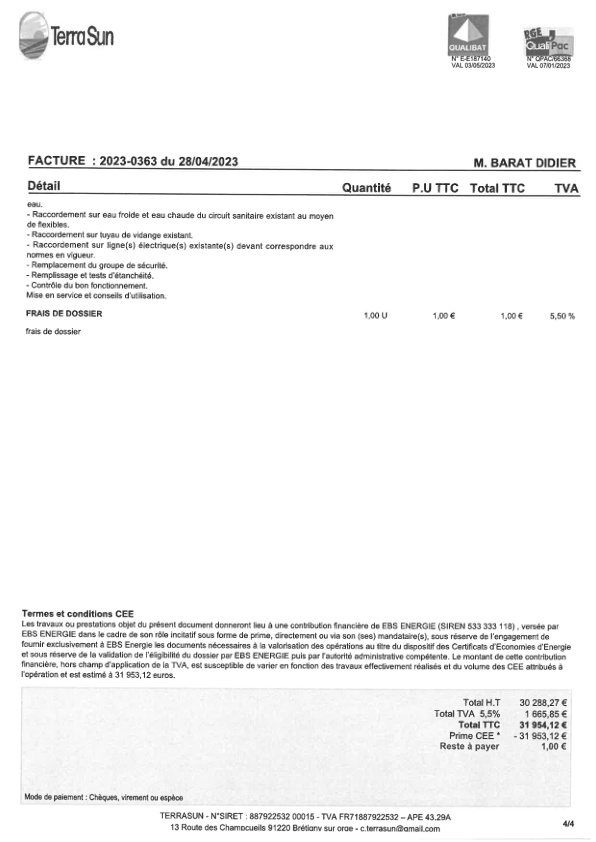 TerraSun
QUALIBAT
N° E-E187140
VAL 03/05/2023
RGE
QualiPac
N° QPAC/66368
VAL 07/01/2023
FACTURE : 2023-0363 du 28/04/2023
M. BARAT DIDIER
Détail Quantité P.U TTC Total TTC TVA
eau.
- Raccordement sur eau froide et eau chaude du circuit sanitaire existant au moyen
de flexibles.
- Raccordement sur tuyau de vidange existant.
- Raccordement sur ligne(s) électrique(s) existante(s) devant correspondre aux
normes en vigueur.
- Remplacement du groupe de sécurité.
- Remplissage et tests d'étanchéité.
- Contrôle du bon fonctionnement.
Mise en service et conseils d'utilisation.
FRAIS DE DOSSIER 1,00 U 1,00 € 1,00 € 5,50 %
frais de dossier
Termes et conditions CEE
Les travaux ou prestations objet du présent document donneront lieu à une contribution financière de EBS ENERGIE (SIREN 533 333 118) , versée par
EBS ENERGIE dans le cadre de son rôle incitatif sous forme de prime, directement ou via son (ses) mandataire(s), sous réserve de l'engagement de
fournir exclusivement à EBS Energie les documents nécessaires à la valorisation des opérations au titre du dispositif des Certificats d'Economies d'Energie
et sous réserve de la validation de l'éligibilité du dossier par EBS ENERGIE puis par l'autorité administrative compétente. Le montant de cette contribution
financière, hors champ d'application de la TVA, est susceptible de varier en fonction des travaux effectivement réalisés et du volume des CEE attribués à
l'opération et est estimé à 31 953,12 euros.
Total H.T 30 288,27 €
Total TVA 5,5% 1 665,85 €
Total TTC 31 954,12 €
Prime CEE * - 31 953,12 €
Reste à payer 1,00 €
Mode de paiement : Chèques, virement ou espèce
TERRASUN - N°SIRET : 887922532 00015 - TVA FR71887922532 – APE 43.29A
13 Route des Champcueils 91220 Brétigny sur orge - c.terrasun@gmail.com
4/4